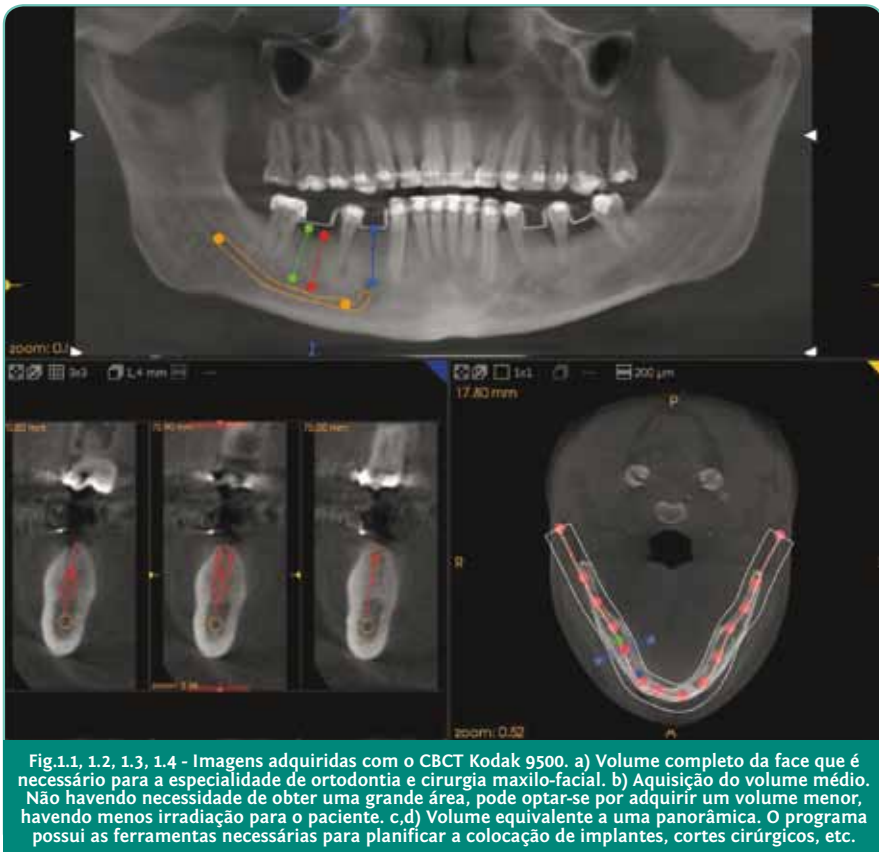 zoom: 0.
3x3 1,4 mm
1x1 200 µm
17.80 mm
P
R
zoom: 0.52
A
Fig.1.1, 1.2, 1.3, 1.4 - Imagens adquiridas com o CBCT Kodak 9500. a) Volume completo da face que é
necessário para a especialidade de ortodontia e cirurgia maxilo-facial. b) Aquisição do volume médio.
Não havendo necessidade de obter uma grande área, pode optar-se por adquirir um volume menor,
havendo menos irradiação para o paciente. c,d) Volume equivalente a uma panorâmica. O programa
possui as ferramentas necessárias para planificar a colocação de implantes, cortes cirúrgicos, etc.